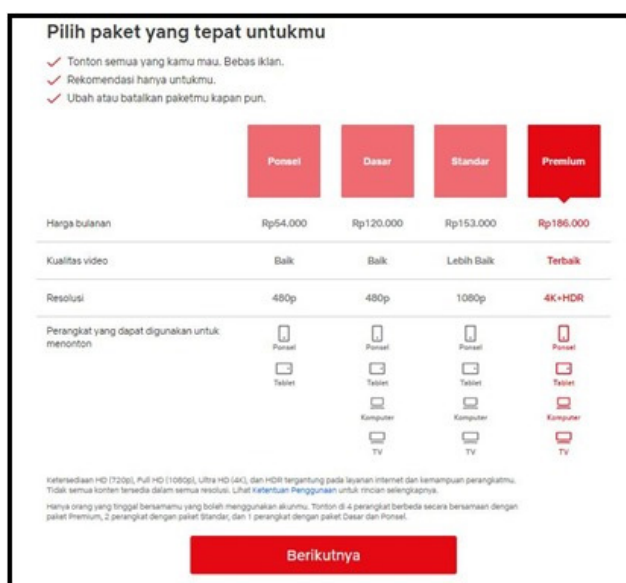 Pilih paket yang tepat untukmu
Tonton semua yang kamu mau. Bebas iklan.
Rekomendasi hanya untukmu.
Ubah atau batalkan paketmu kapan pun.
Ponsel Dasar Standar Premium
Harga bulanan Rp54.000 Rp120.000 Rp153.000 Rp186.000
Kualitas video Baik Baik Lebih Baik Terbaik
Resolusi 480p 480p 1080p 4K+HDR
Perangkat yang dapat digunakan untuk
menonton
Ponsel Ponsel Ponsel Ponsel
Tablet Tablet Tablet Tablet
Komputer Komputer Komputer
TV TV TV
Ketersediaan HD (720p), Full HD (1080p), Ultra HD (4K), dan HDR tergantung pada layanan internet dan kemampuan perangkatmu.
Tidak semua konten tersedia dalam semua resolusi. Lihat Ketentuan Penggunaan untuk rincian selengkapnya.
Hanya orang yang tinggal bersamamu yang boleh menggunakan akunmu. Tonton di 4 perangkat berbeda secara bersamaan dengan
paket Premium, 2 perangkat dengan paket Standar, dan 1 perangkat dengan paket Dasar dan Ponsel.
Berikutnya